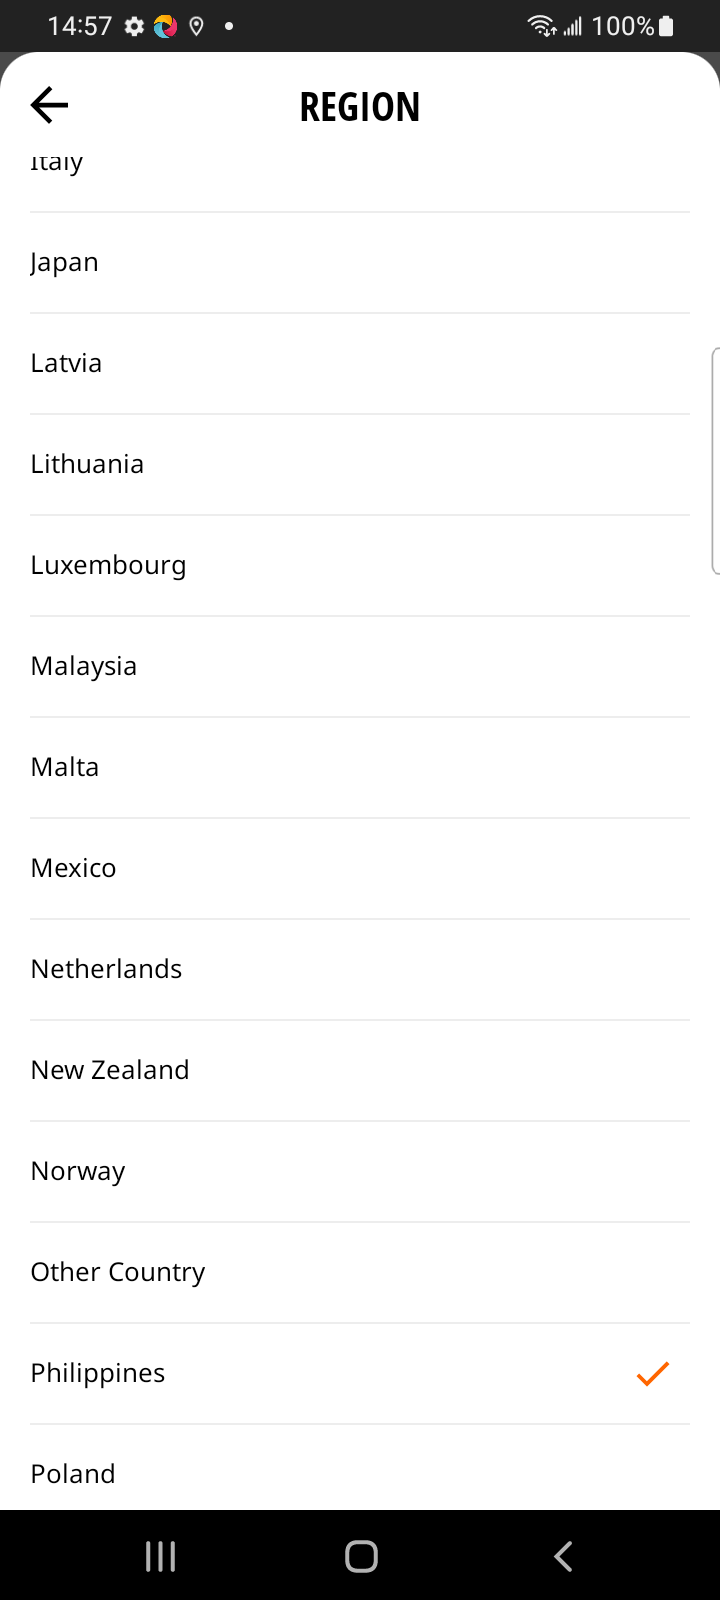 14:57
100%
REGION
Italy
Japan
Latvia
Lithuania
Luxembourg
Malaysia
Malta
Mexico
Netherlands
New Zealand
Norway
Other Country
Philippines
Poland